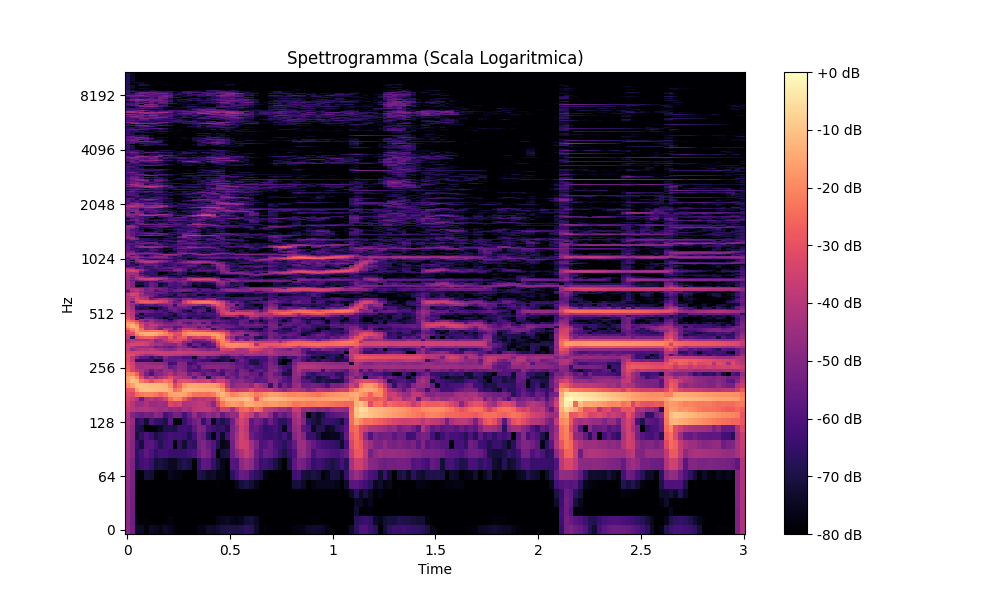 Spettrogramma (Scala Logaritmica)
Hz
8192
4096
2048
1024
512
256
128
64
0
0
0.5
1
1.5
2
2.5
3
Time
+0 dB
-10 dB
-20 dB
-30 dB
-40 dB
-50 dB
-60 dB
-70 dB
-80 dB